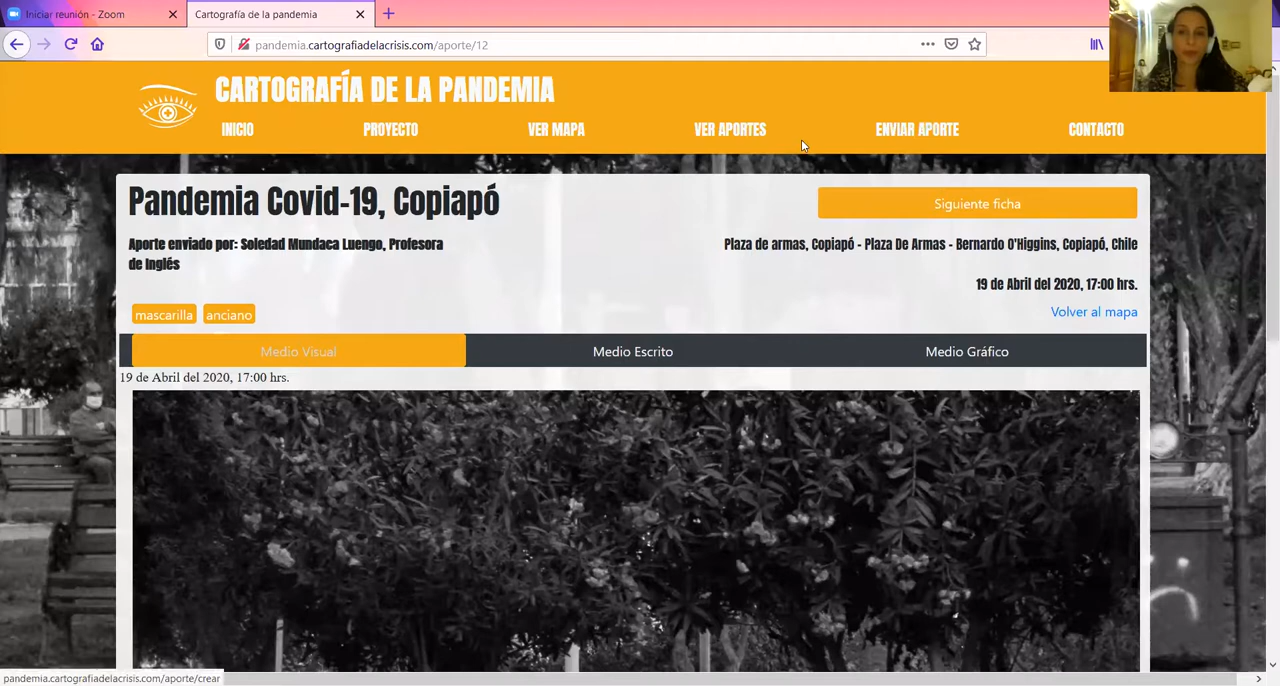 Iniciar reunión - Zoom
Cartografía de la pandemia
pandemia.cartografiadelacrisis.com/aporte/12
CARTOGRAFÍA DE LA PANDEMIA
INICIO PROYECTO VER MAPA VER APORTES ENVIAR APORTE CONTACTO
Pandemia Covid-19, Copiapó
Siguiente ficha
Aporte enviado por: Soledad Mundaca Luengo, Profesora
de Inglés
Plaza de armas, Copiapó - Plaza De Armas - Bernardo O'Higgins, Copiapó, Chile
19 de Abril del 2020, 17:00 hrs.
mascarilla anciano
Volver al mapa
Medio Visual Medio Escrito Medio Gráfico
19 de Abril del 2020, 17:00 hrs.
pandemia.cartografiadelacrisis.com/aporte/crear